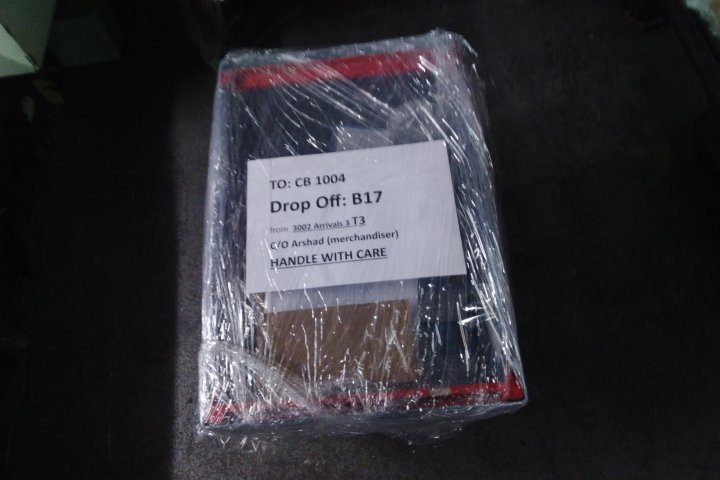 TO: CB 1004
Drop Off: B17
from 3002 Arrivals 3 T3
C/O Arshad (merchandiser)
HANDLE WITH CARE